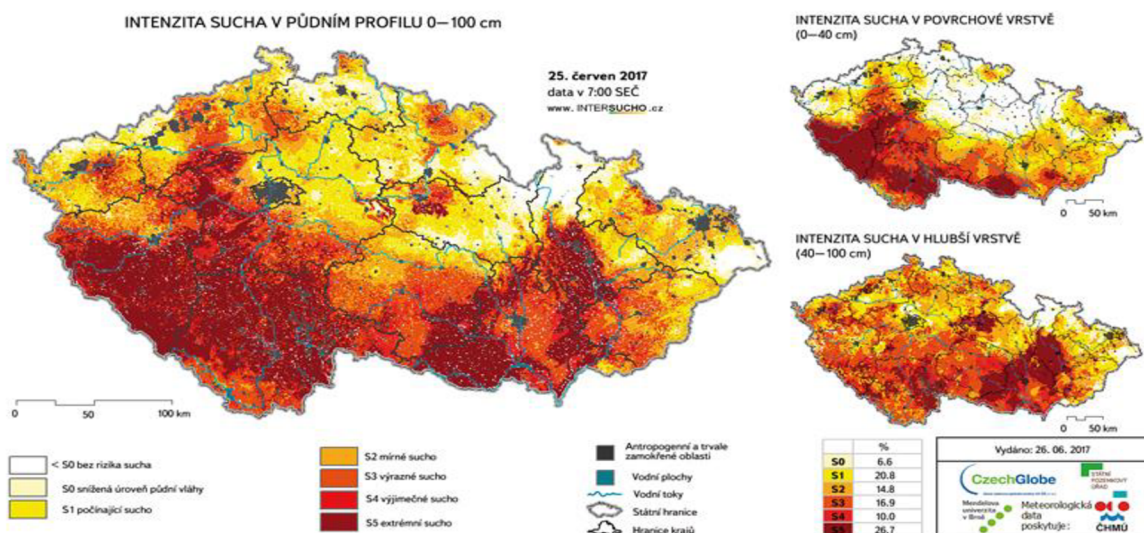 INTENZITA SUCHA V PŮDNÍM PROFILU 0—100 cm
25. červen 2017
data v 7:00 SEČ
www. INTERSUCHO .cz
0 50 100 km
INTENZITA SUCHA V POVRCHOVÉ VRSTVĚ
(0—40 cm)
0 50 km
INTENZITA SUCHA V HLUBŠÍ VRSTVĚ
(40—100 cm)
0 50 km
< S0 bez rizika sucha
S0 snížená úroveň půdní vláhy
S1 počínající sucho
S2 mírné sucho
S3 výrazné sucho
S4 výjimečné sucho
S5 extrémní sucho
Antropogenní a trvale
zamokřené oblasti
Vodní plochy
Vodní toky
Státní hranice
Hranice krajů
%
S0 6.6
S1 20.8
S2 14.8
S3 16.9
S4 10.0
S5 26.7
Vydáno: 26. 06. 2017
CzechGlobe
STÁTNÍ
POZEMKOVÝ
ÚŘAD
Mendelova
univerzita
v Brně
Meteorologická
data
poskytuje:
ČHMÚ